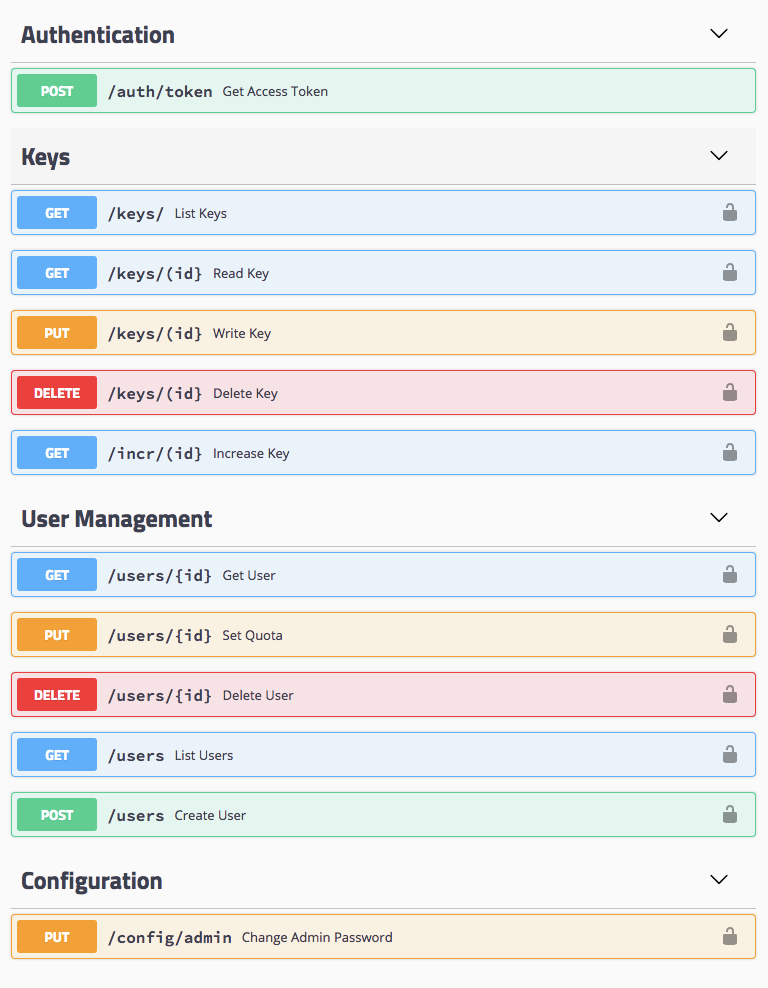 Authentication
POST /auth/token Get Access Token
Keys
GET /keys/ List Keys
GET /keys/(id} Read Key
PUT /keys/(id} Write Key
DELETE /keys/(id} Delete Key
GET /incr/(id} Increase Key
User Management
GET /users/{id} Get User
PUT /users/{id} Set Quota
DELETE /users/{id} Delete User
GET /users List Users
POST /users Create User
Configuration
PUT /config/admin Change Admin Password